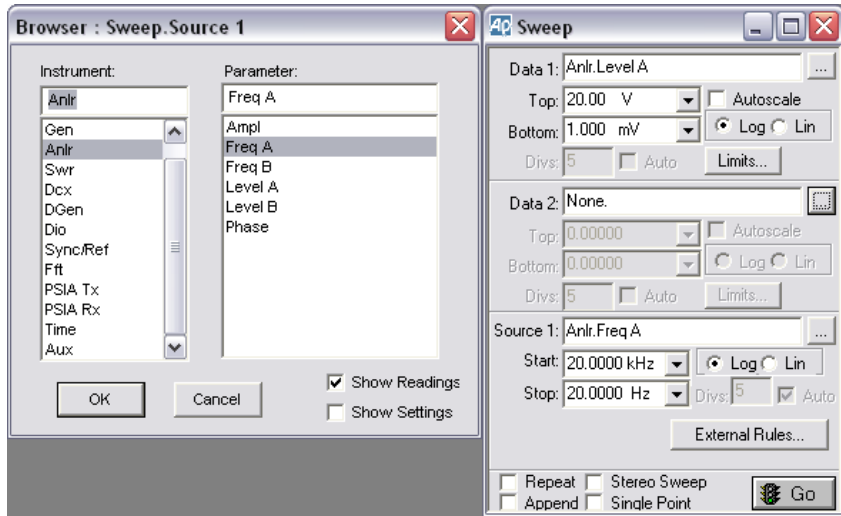 Browser : Sweep.Source 1
Instrument:
Parameter:
Anlr
Freq A
Gen
Anlr
Swr
Dcx
DGen
Dio
Sync/Ref
Fft
PSIA Tx
PSIA Rx
Time
Aux
Ampl
Freq A
Freq B
Level A
Level B
Phase
OK
Cancel
Show Readings
Show Settings
AP Sweep
Data 1: Anlr.Level A ...
Top: 20.00 V Autoscale
Bottom: 1.000 mV Log Lin
Divs: 5 Auto Limits...
Data 2: None. ...
Top: 0.00000 Autoscale
Bottom: 0.00000 Log Lin
Divs: 5 Auto Limits...
Source 1: Anlr.Freq A ...
Start: 20.0000 kHz Log Lin
Stop: 20.0000 Hz Divs: 5 Auto
External Rules...
Repeat Stereo Sweep
Append Single Point
Go